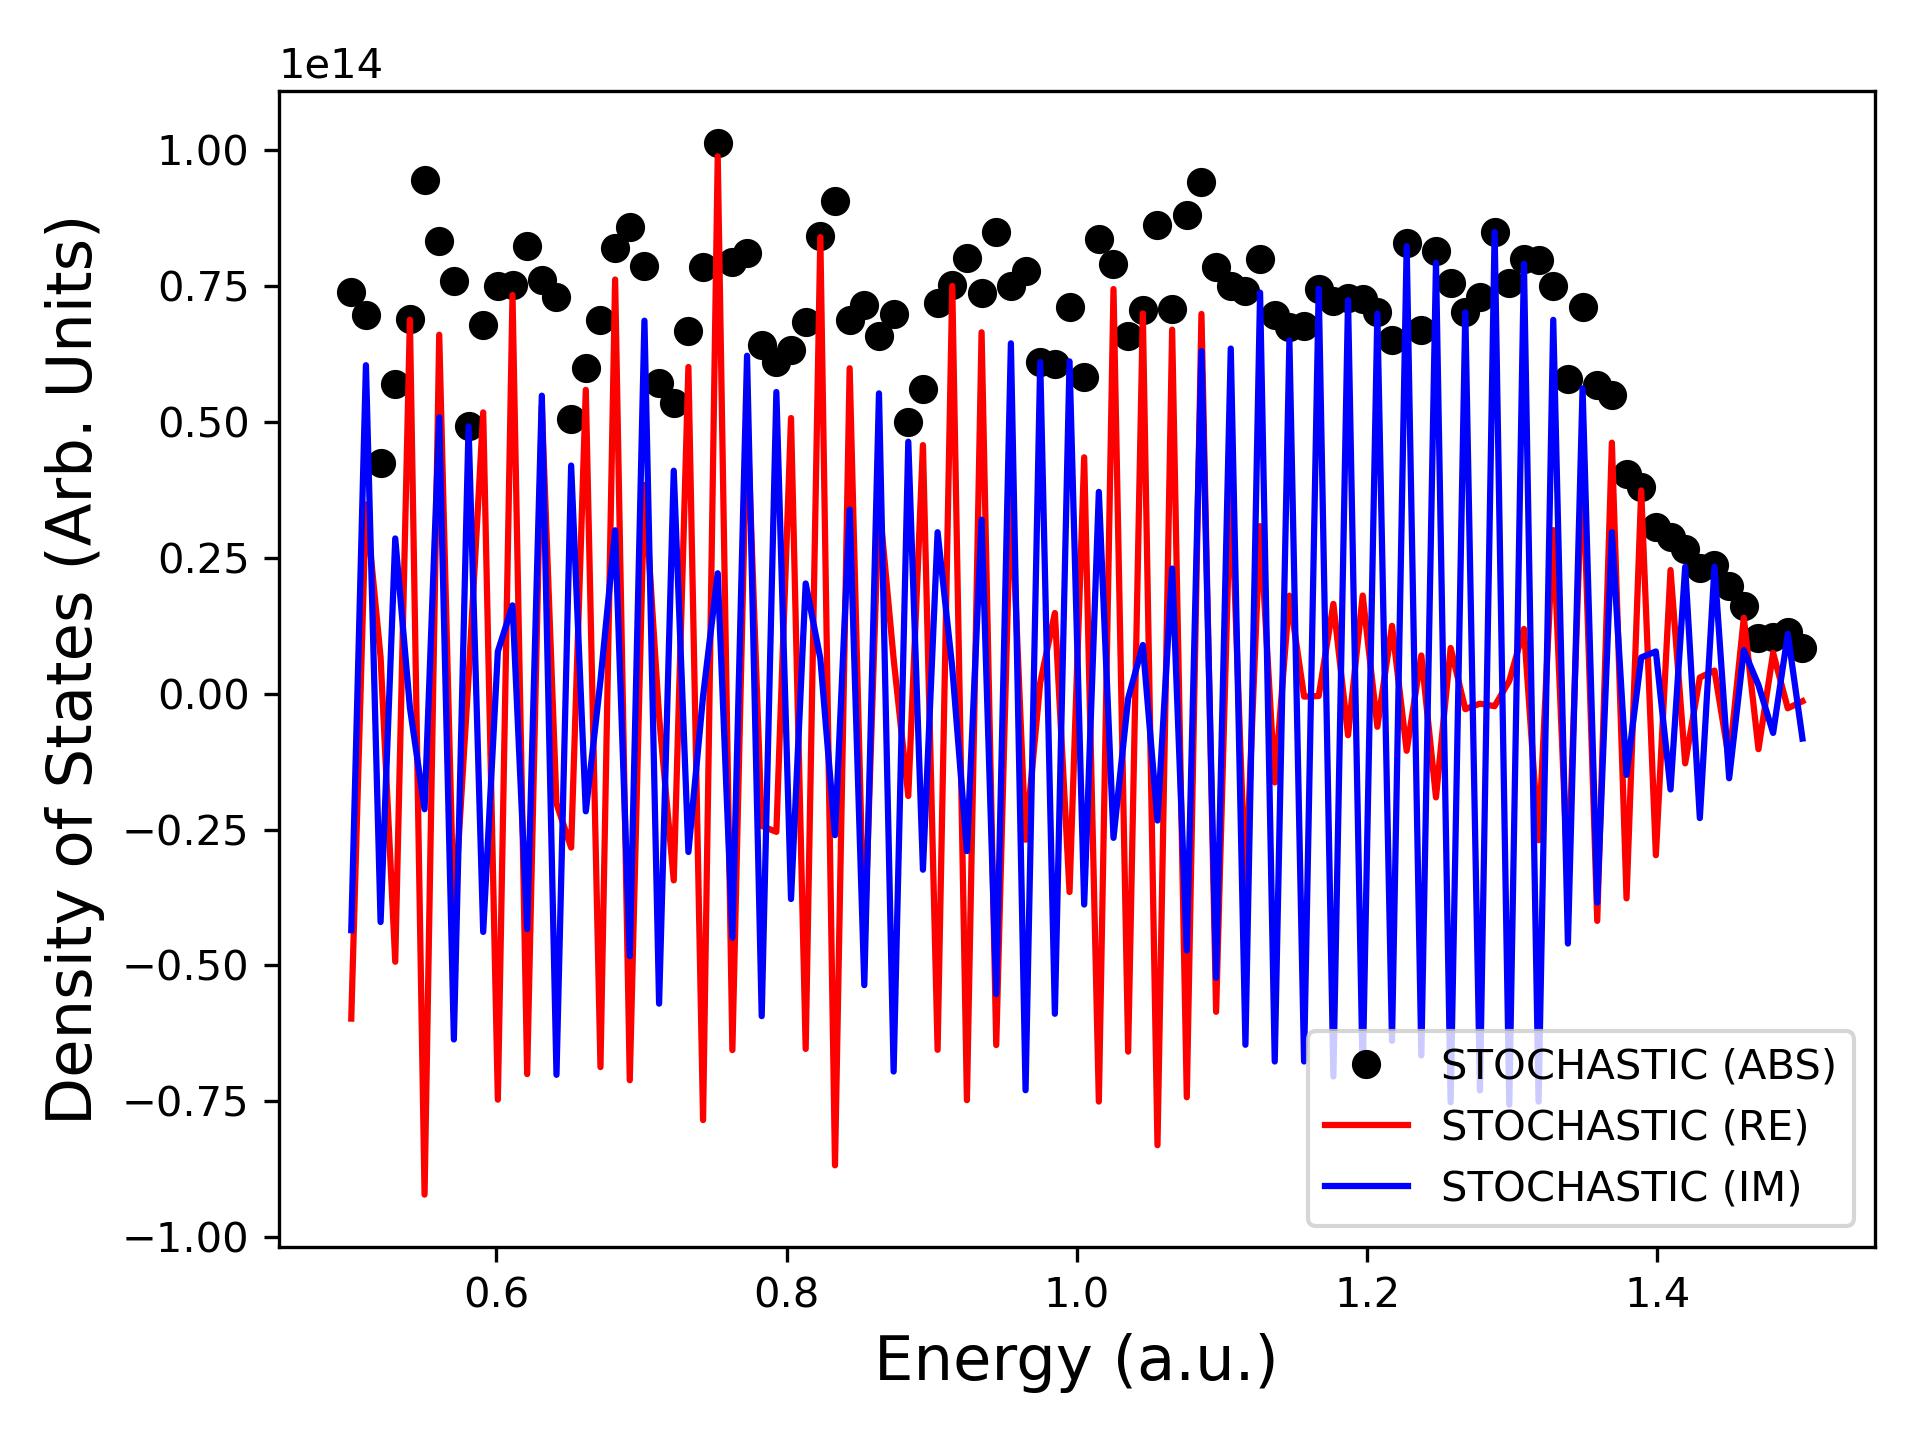 1e14
1.00
0.75
0.50
0.25
0.00
−0.25
−0.50
−0.75
−1.00
Density of States (Arb. Units)
STOCHASTIC (ABS)
STOCHASTIC (RE)
STOCHASTIC (IM)
0.6 0.8 1.0 1.2 1.4
Energy (a.u.)